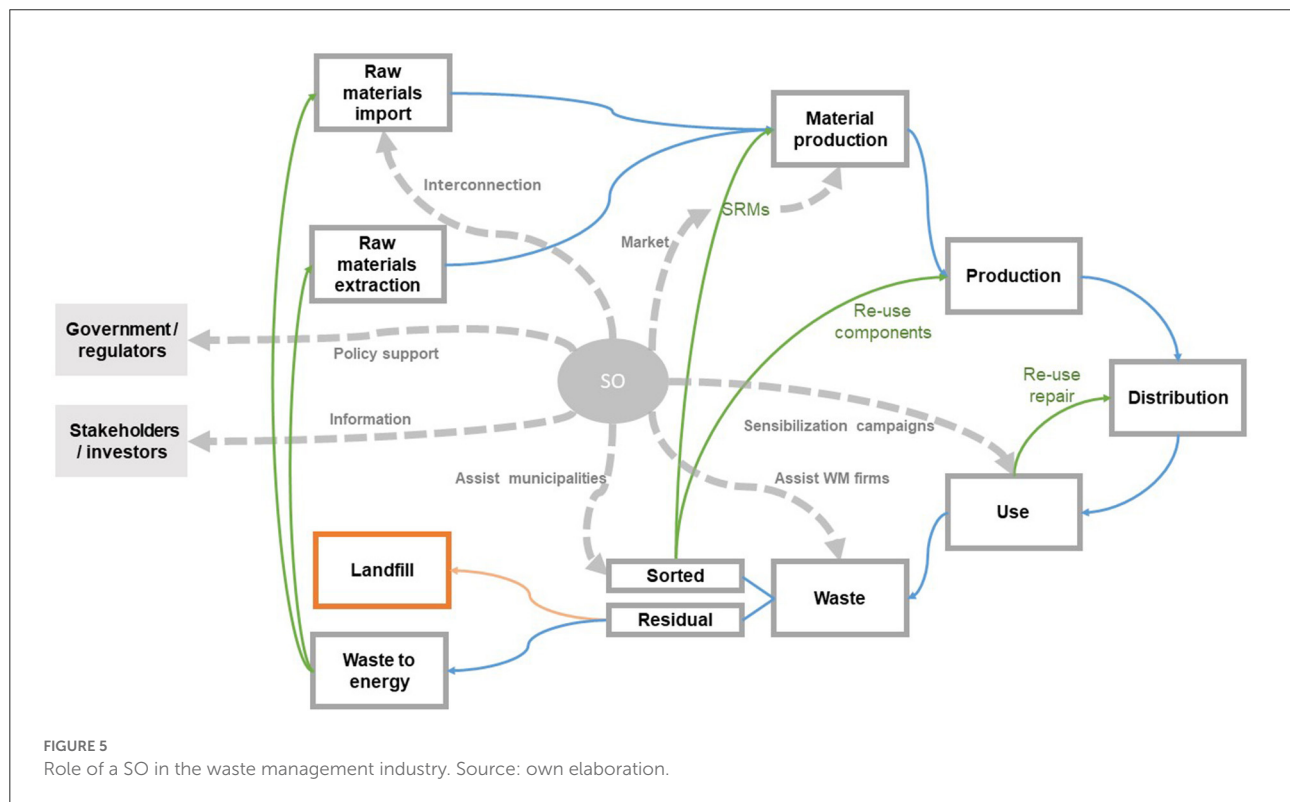 Raw
materials
import
Material
production
Interconnection
SRMs
Market
Raw
materials
extraction
Production
Government /
regulators
Policy support
Re-use
components
SO
Re-use
repair
Distribution
Stakeholders
/ investors
Information
Sensibilization campaigns
Assist municipalities
Assist WM firms
Use
Landfill
Sorted
Waste
Residual
Waste to
energy
FIGURE 5
Role of a SO in the waste management industry. Source: own elaboration.